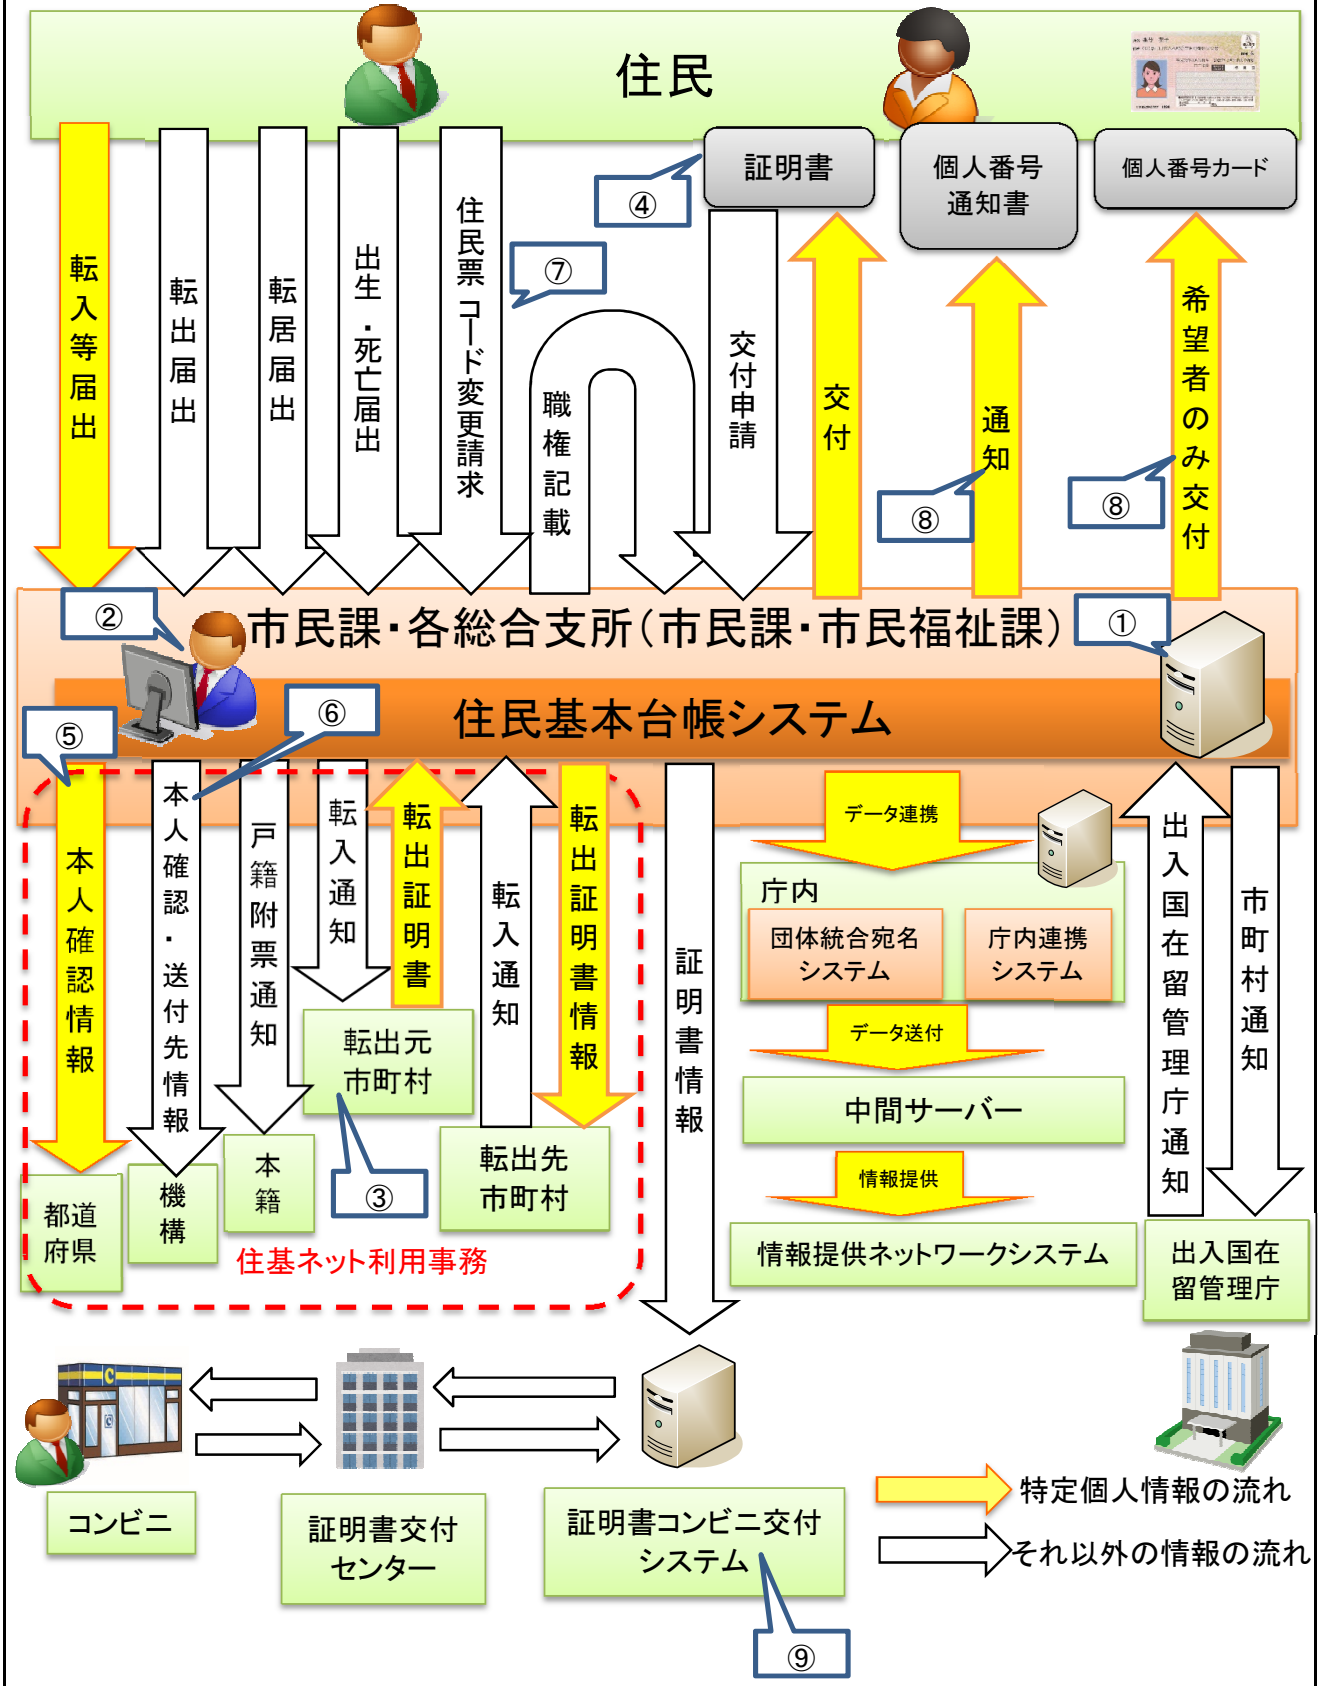 住民
証明書
個人番号
通知書
個人番号カード
④
⑦
転入等届出
転出届出
転居届出
出生・死亡届出
住民票コード変更請求
職権記載
交付申請
交付
通知
希望者のみ交付
⑧
⑧
②
市民課・各総合支所(市民課・市民福祉課)
①
住民基本台帳システム
⑤
⑥
本人確認情報
本人確認・送付先情報
戸籍附票通知
転入通知
転出証明書
転入通知
転出証明書情報
証明書情報
データ連携
庁内
団体統合宛名
システム
庁内連携
システム
データ送付
中間サーバー
情報提供
情報提供ネットワークシステム
出入国在留管理庁通知
市町村通知
転出元
市町村
転出先
市町村
③
本籍
機構
都道
府県
住基ネット利用事務
出入国在
留管理庁
コンビニ
証明書交付
センター
証明書コンビニ交付
システム
⑨
特定個人情報の流れ
それ以外の情報の流れ